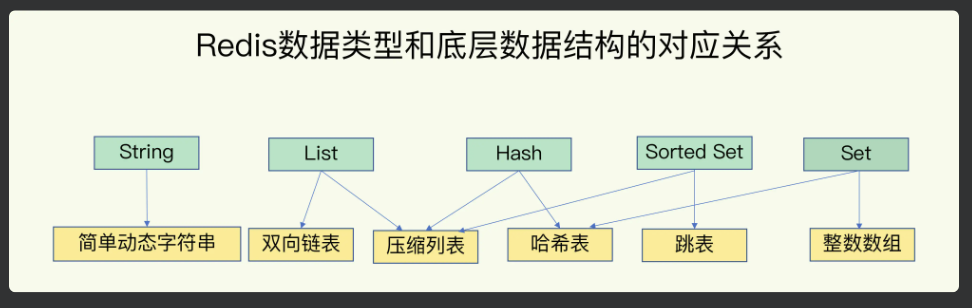 Redis数据类型和底层数据结构的对应关系
String
List
Hash
Sorted Set
Set
简单动态字符串
双向链表
压缩列表
哈希表
跳表
整数数组